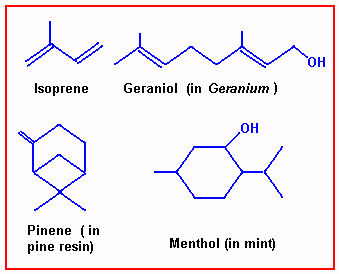 OH
Isoprene
Geraniol (in Geranium )
OH
Pinene ( in
pine resin)
Menthol (in mint)